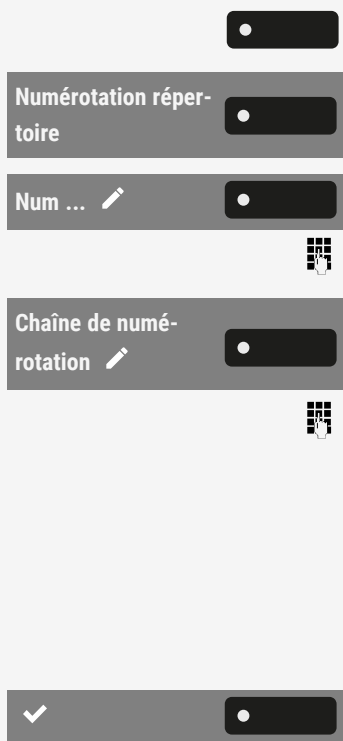 Numérotation réper-
toire
Num ...
Chaîne de numé-
rotation